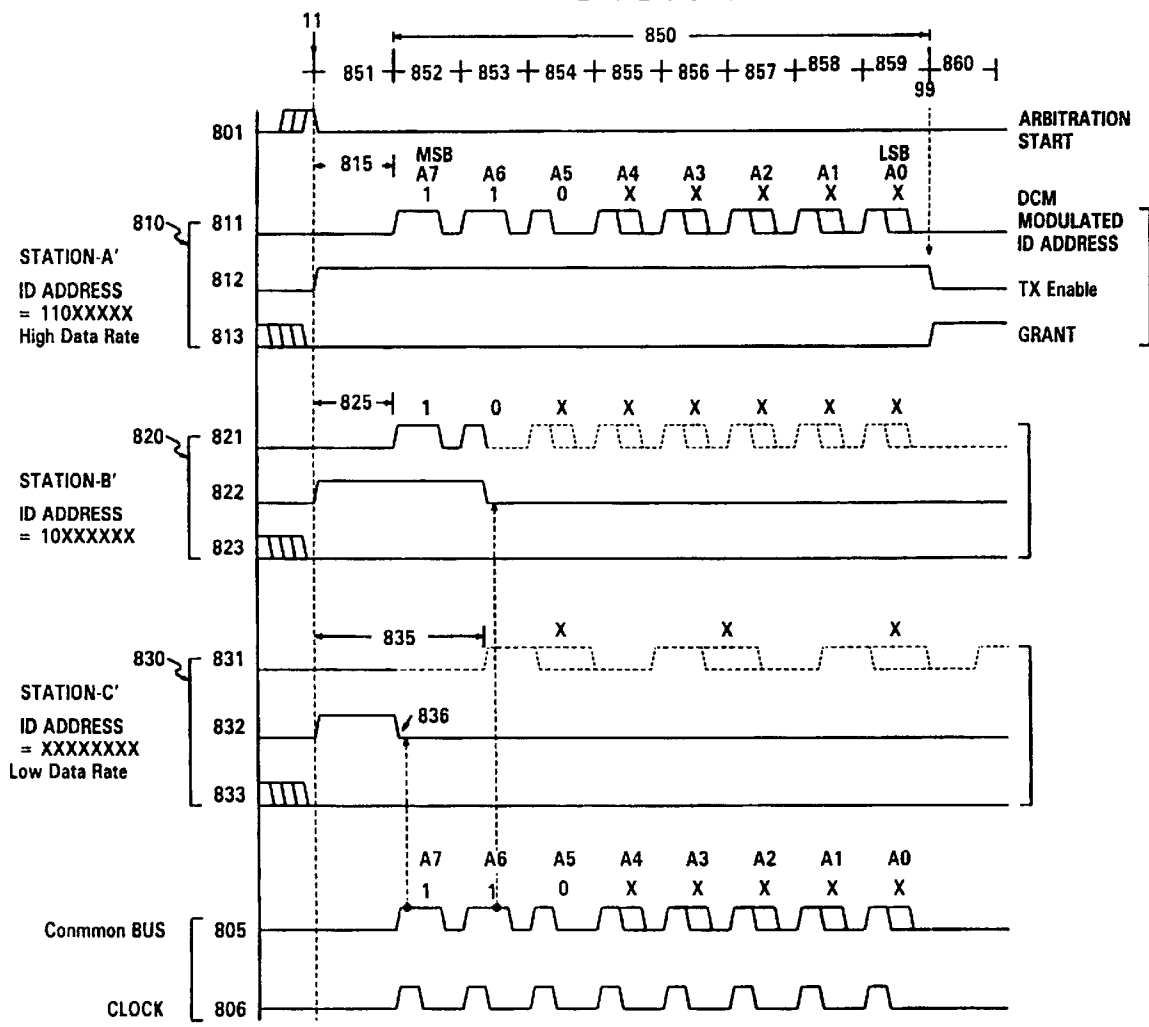 11
850
851 852 853 854 855 856 857 858 859 860
99
801 ARBITRATION START
815
MSB LSB
A7 A6 A5 A4 A3 A2 A1 A0
1 1 0 X X X X X
810
811 DCM MODULATED ID ADDRESS
STATION-A'
ID ADDRESS
= 110XXXXX
High Data Rate
812 TX Enable
813 GRANT
825 1 0 X X X X X X
820
821
STATION-B'
ID ADDRESS
= 10XXXXXX
822
823
835 X X X
830
831
STATION-C'
ID ADDRESS
= XXXXXXXX
Low Data Rate
832 836
833
A7 A6 A5 A4 A3 A2 A1 A0
1 1 0 X X X X X
Conmmon BUS 805
CLOCK 806